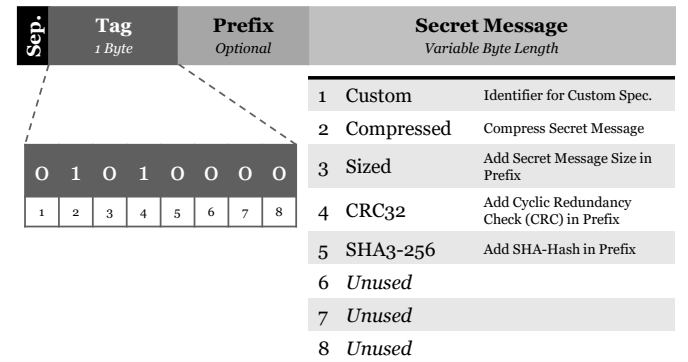 Sep.
Tag
1 Byte
Prefix
Optional
Secret Message
Variable Byte Length
0 1 0 1 0 0 0 0
1 2 3 4 5 6 7 8
1 Custom Identifier for Custom Spec.
2 Compressed Compress Secret Message
3 Sized Add Secret Message Size in
Prefix
4 CRC32 Add Cyclic Redundancy
Check (CRC) in Prefix
5 SHA3-256 Add SHA-Hash in Prefix
6 Unused
7 Unused
8 Unused